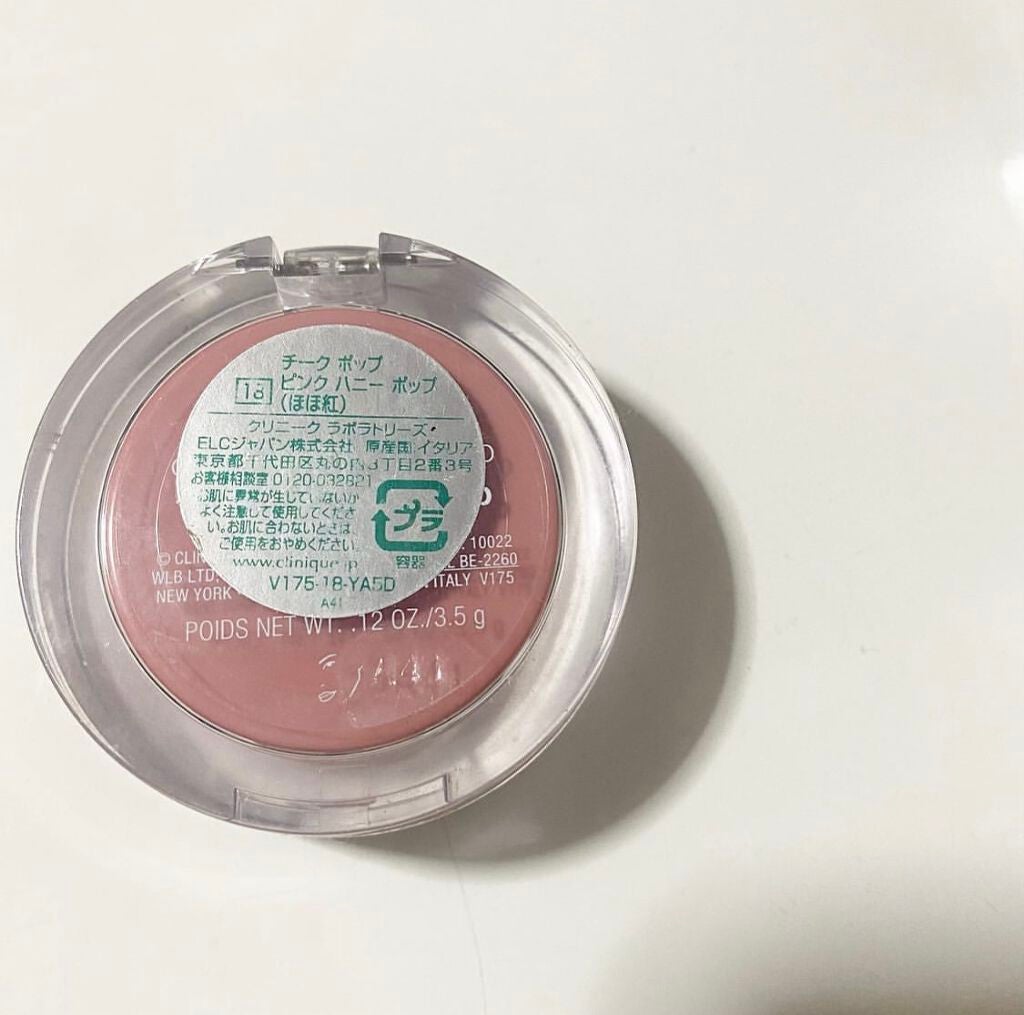 チーク ポップ
18 ピンク ハニー ポップ
(ほほ紅)
クリニーク ラボラトリーズ
ELCジャパン株式会社 原産国 イタリア
東京都千代田区丸の内3丁目2番3号
お客様相談室 0120-032821
お肌に異常が生じていないか
よく注意して使用してくださ
い。お肌に合わないときは
ご使用をおやめください。
プラ
容器
www.clinique.jp
V175-18-YA5D
A41
10022
© CLIN
BE-2260
WLB LTD.
ITALY V175
NEW YORK
POIDS NET WT. .12 OZ./3.5 g